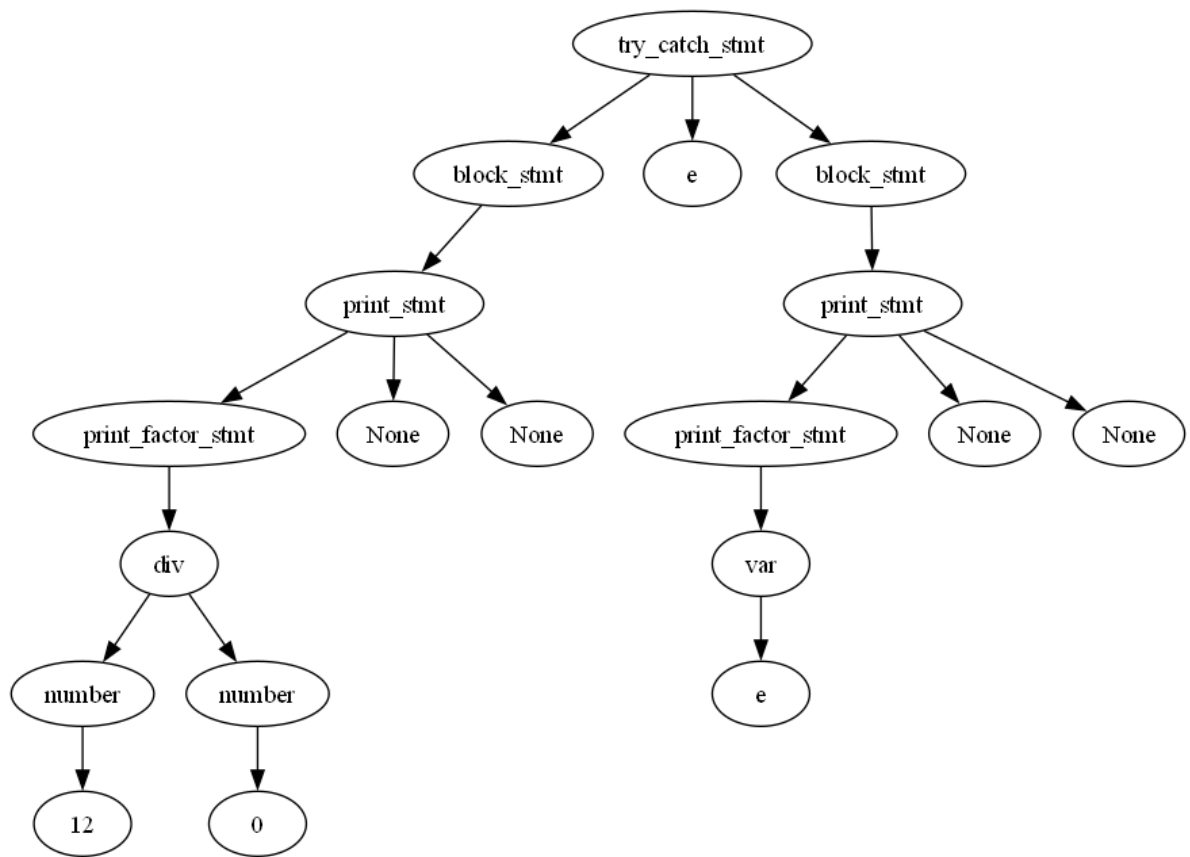 try_catch_stmt
block_stmt
e
block_stmt
print_stmt
print_stmt
print_factor_stmt
None
None
print_factor_stmt
None
None
div
var
number
number
e
12
0